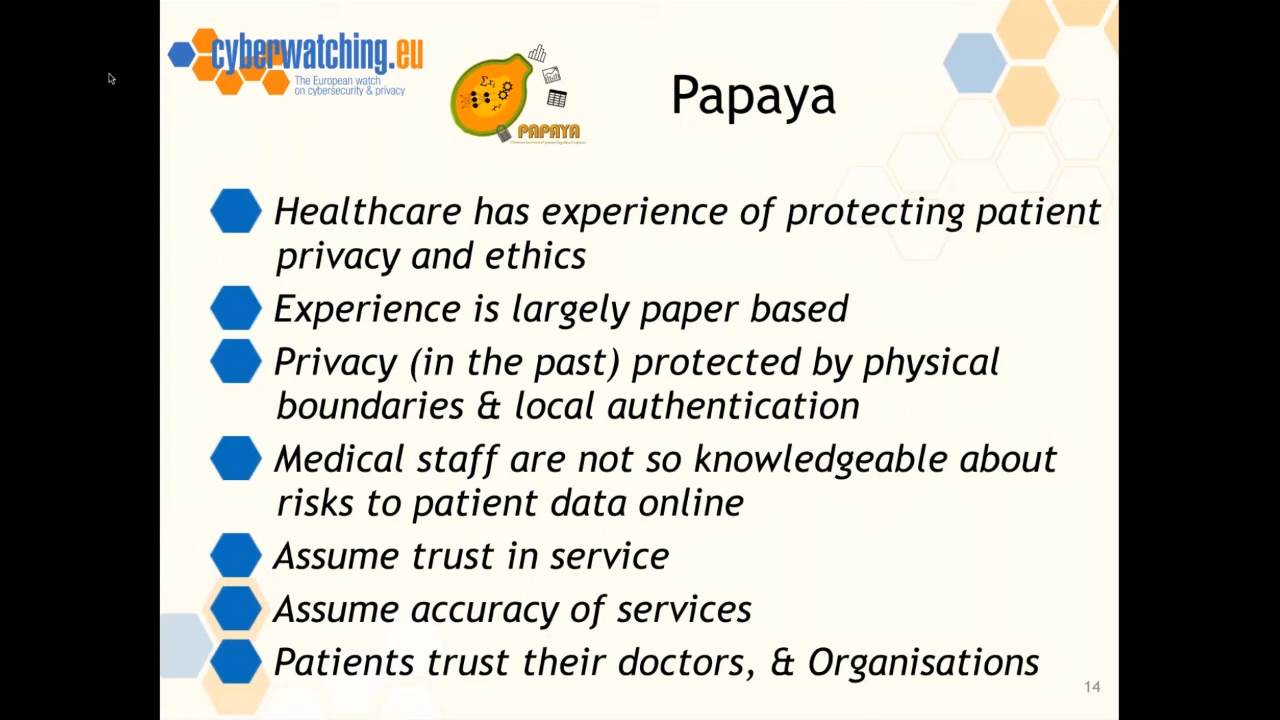 cyberwatching.eu
The European watch
on cybersecurity & privacy
PAPAYA
Papaya
Healthcare has experience of protecting patient
privacy and ethics
Experience is largely paper based
Privacy (in the past) protected by physical
boundaries & local authentication
Medical staff are not so knowledgeable about
risks to patient data online
Assume trust in service
Assume accuracy of services
Patients trust their doctors, & Organisations
14